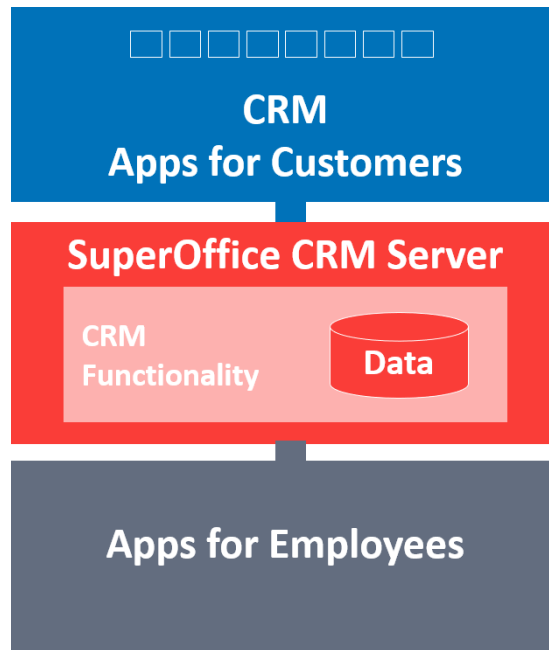 CRM
Apps for Customers
SuperOffice CRM Server
CRM
Functionality
Data
Apps for Employees